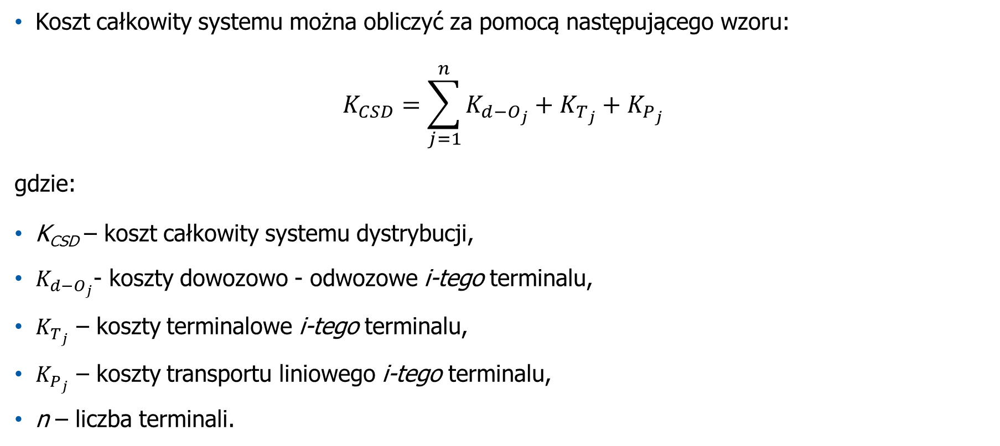 • Koszt całkowity systemu można obliczyć za pomocą następującego wzoru:
$K_{CSD} = \sum_{j=1}^{n} K_{d-O_j} + K_{T_j} + K_{P_j}$
gdzie:
• $K_{CSD}$ – koszt całkowity systemu dystrybucji,
• $K_{d-O_j}$ - koszty dowozowo - odwozowe i-tego terminalu,
• $K_{T_j}$ – koszty terminalowe i-tego terminalu,
• $K_{P_j}$ – koszty transportu liniowego i-tego terminalu,
• n – liczba terminali.